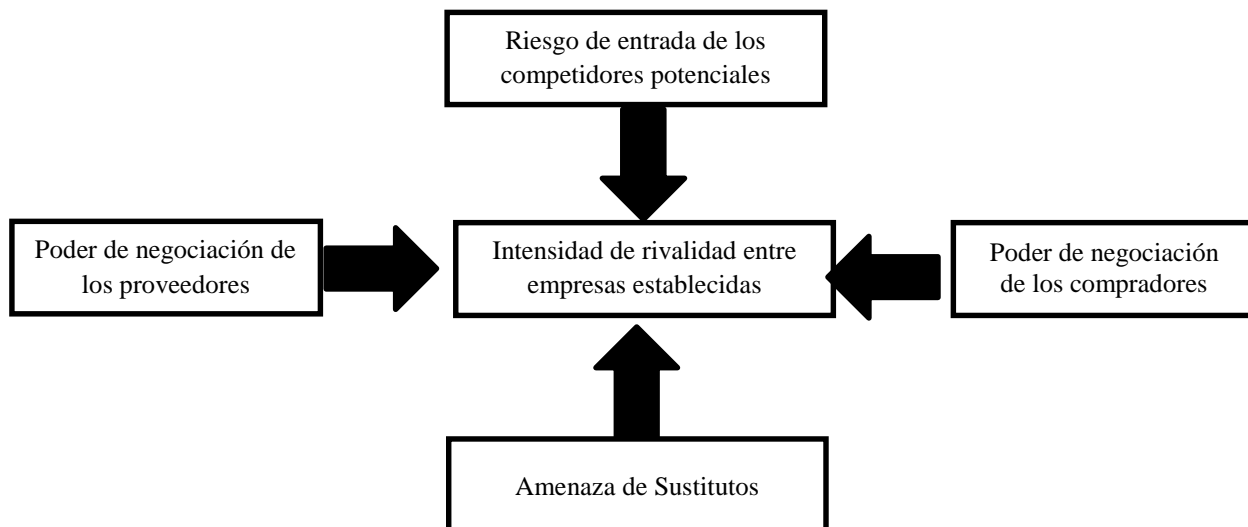 Riesgo de entrada de los
competidores potenciales
Poder de negociación de
los proveedores
Intensidad de rivalidad entre
empresas establecidas
Poder de negociación
de los compradores
Amenaza de Sustitutos